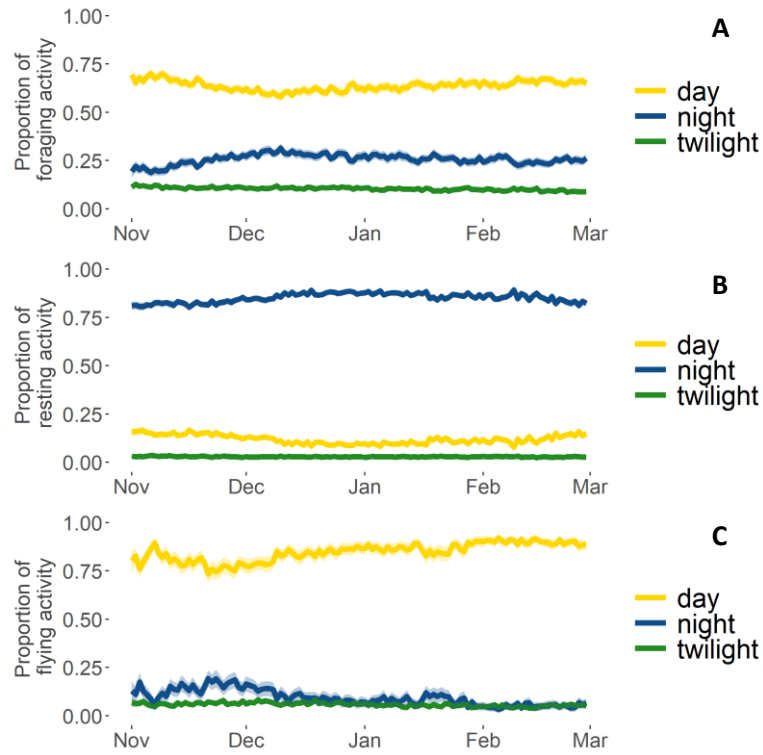 A
Proportion of
foraging activity
1.00
0.75
0.50
0.25
0.00
Nov Dec Jan Feb Mar
day
night
twilight
B
Proportion of
resting activity
1.00
0.75
0.50
0.25
0.00
Nov Dec Jan Feb Mar
day
night
twilight
C
Proportion of
flying activity
1.00
0.75
0.50
0.25
0.00
Nov Dec Jan Feb Mar
day
night
twilight